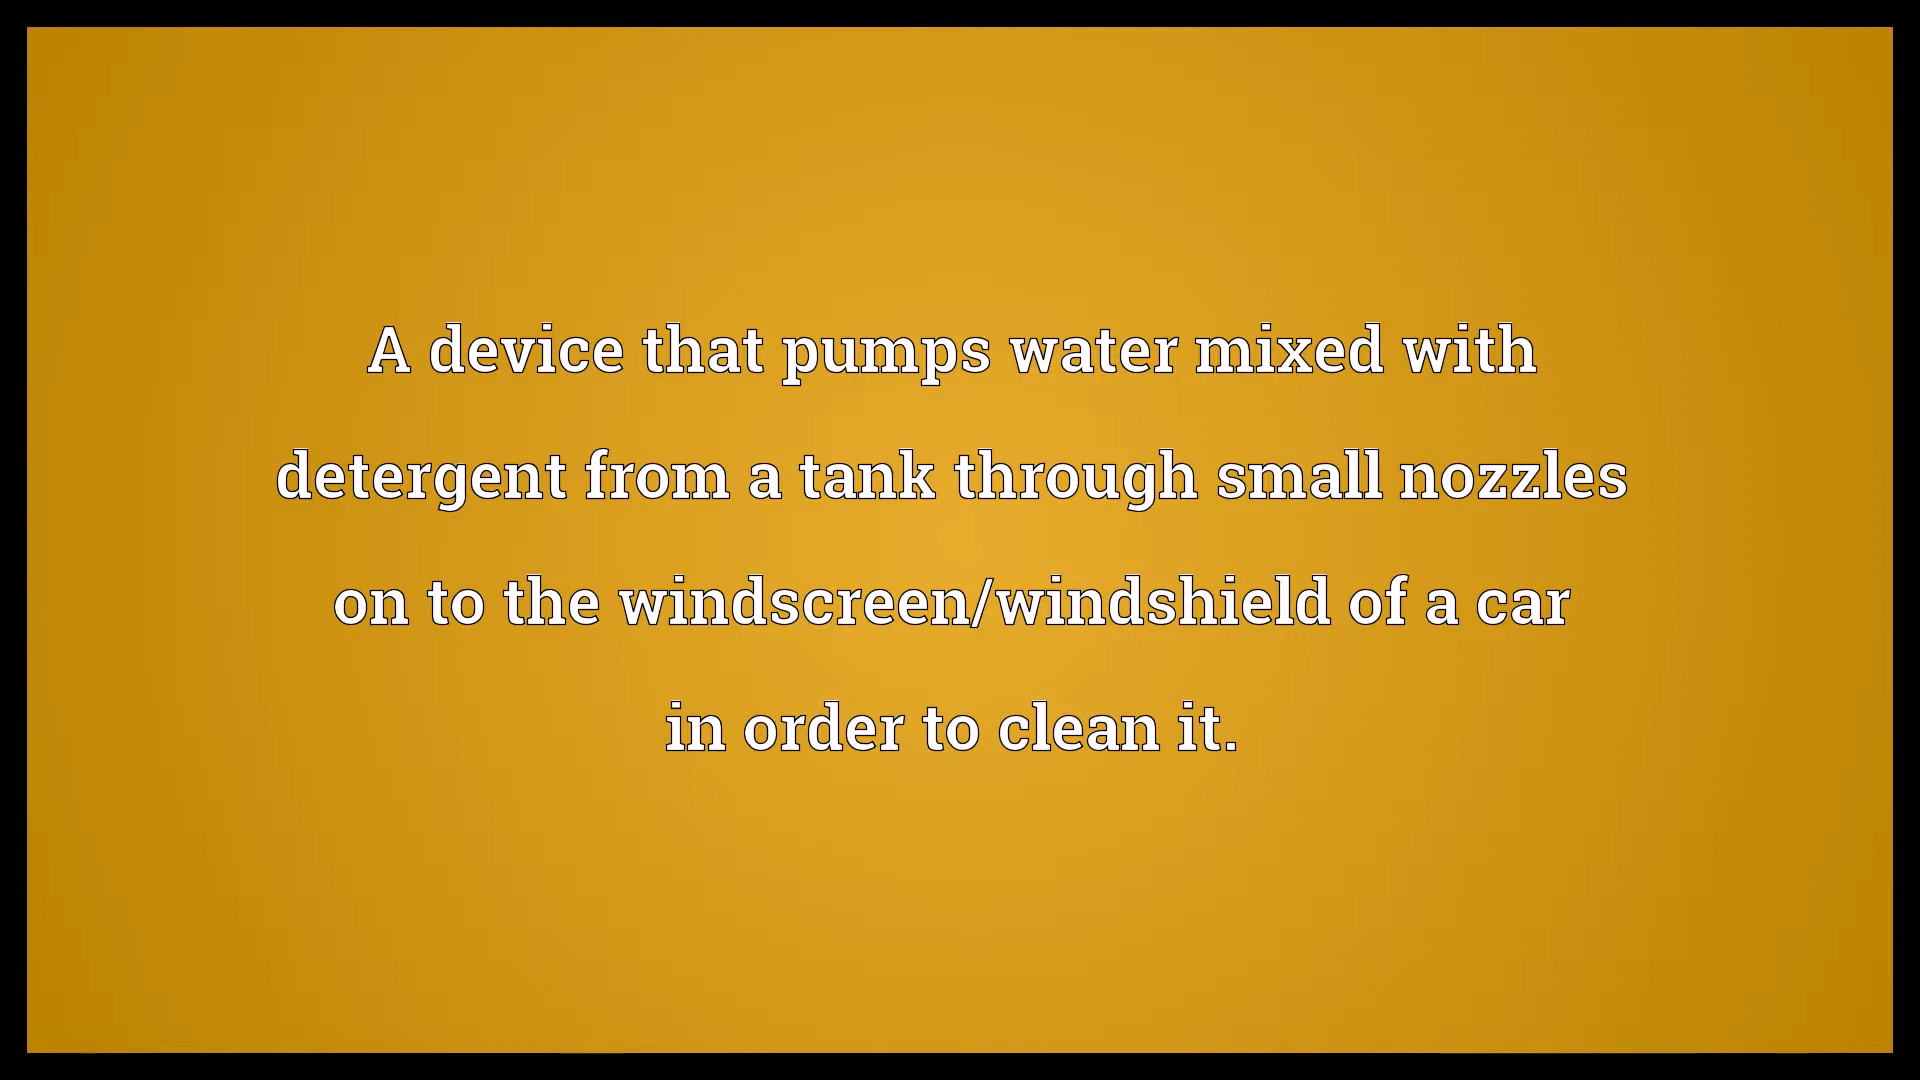 A device that pumps water mixed with
detergent from a tank through small nozzles
on to the windscreen/windshield of a car
in order to clean it.